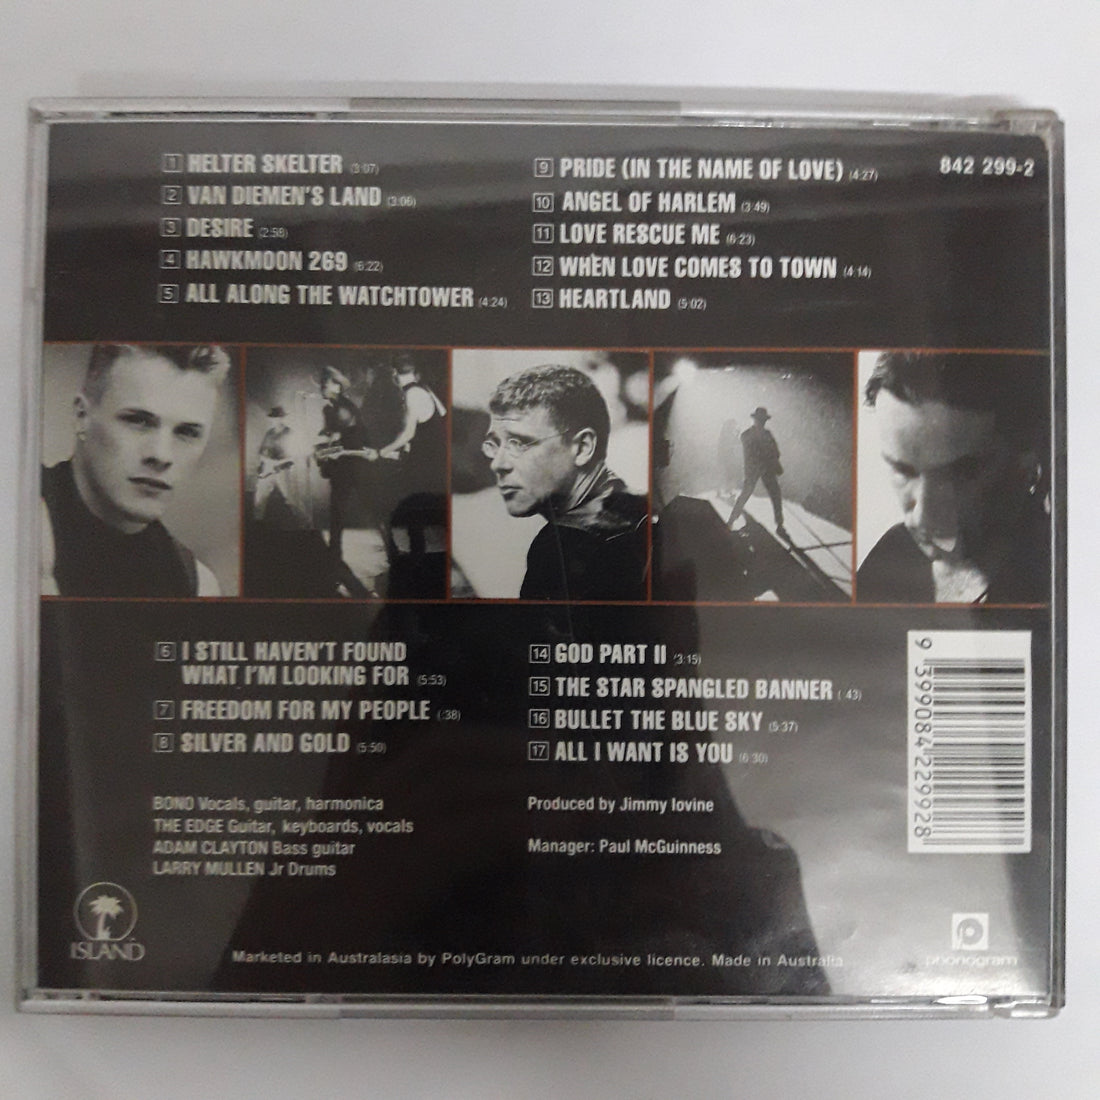 1 HELTER SKELTER (3:07)
2 VAN DIEMEN'S LAND (3:06)
3 DESIRE (2:58)
4 HAWKMOON 269 (6:22)
5 ALL ALONG THE WATCHTOWER (4:24)
9 PRIDE (IN THE NAME OF LOVE) (4:27)
10 ANGEL OF HARLEM (3:49)
11 LOVE RESCUE ME (6:23)
12 WHEN LOVE COMES TO TOWN (4:14)
13 HEARTLAND (5:02)
842 299-2
6 I STILL HAVEN'T FOUND
WHAT I'M LOOKING FOR (5:53)
7 FREEDOM FOR MY PEOPLE (:38)
8 SILVER AND GOLD (5:50)
14 GOD PART II (3:15)
15 THE STAR SPANGLED BANNER (:43)
16 BULLET THE BLUE SKY (5:37)
17 ALL I WANT IS YOU (6:30)
9 399084 229928
BONO Vocals, guitar, harmonica
THE EDGE Guitar, keyboards, vocals
ADAM CLAYTON Bass guitar
LARRY MULLEN Jr Drums
Produced by Jimmy Iovine
Manager: Paul McGuinness
ISLAND
Marketed in Australasia by PolyGram under exclusive licence. Made in Australia
phonogram